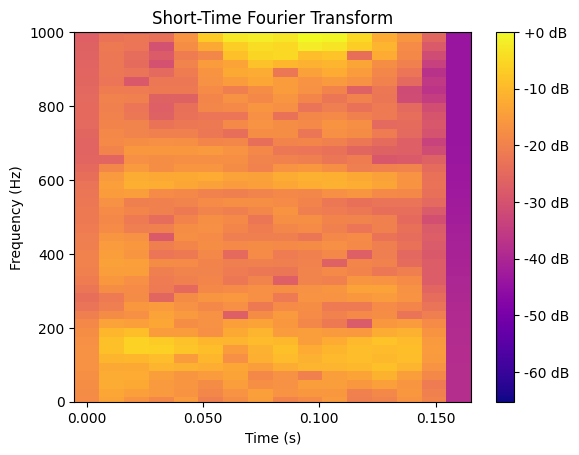 Short-Time Fourier Transform
1000
800
600
400
200
0
Frequency (Hz)
0.000
0.050
0.100
0.150
Time (s)
+0 dB
-10 dB
-20 dB
-30 dB
-40 dB
-50 dB
-60 dB